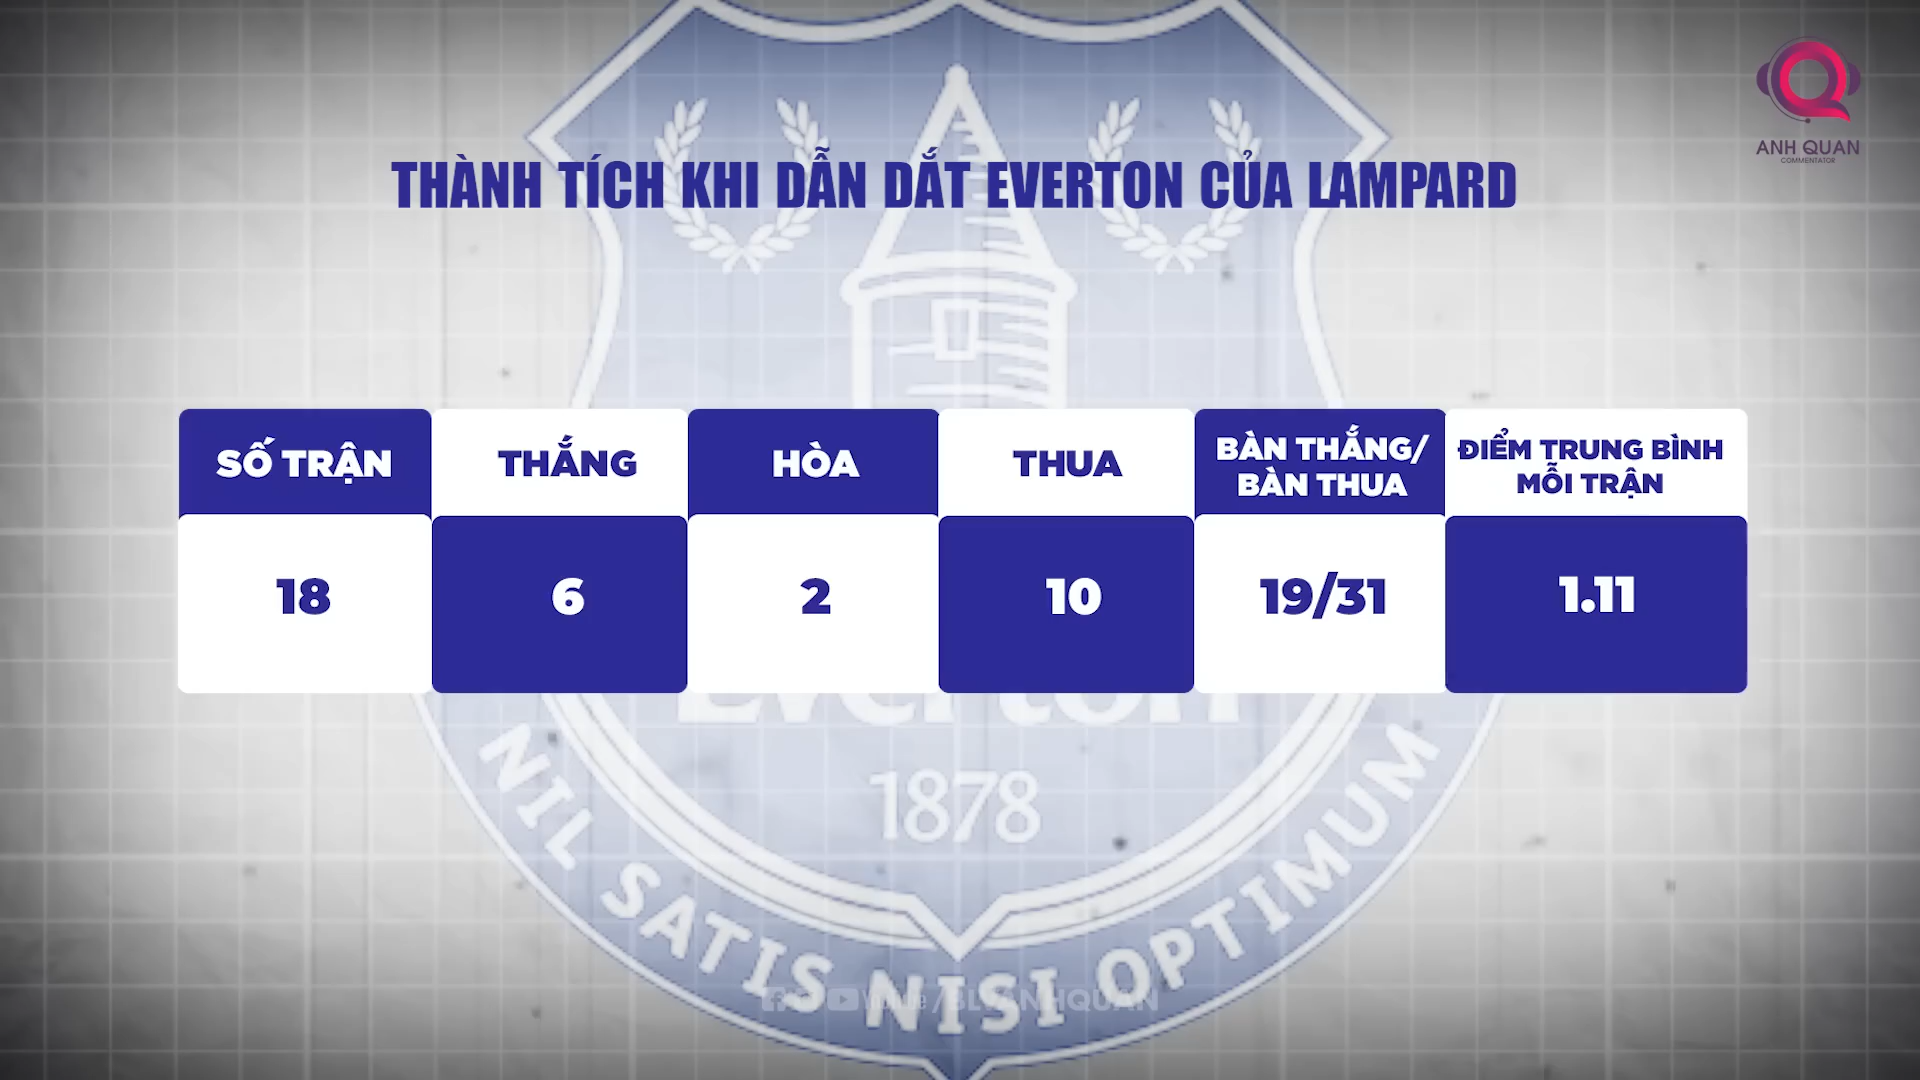 ANH QUAN
COMMENTATOR
THÀNH TÍCH KHI DẪN DẮT EVERTON CỦA LAMPARD
SỐ TRẬN
THẮNG
HÒA
THUA
BÀN THẮNG/
BÀN THUA
ĐIỂM TRUNG BÌNH
MỖI TRẬN
18
6
2
10
19/31
1.11
Everton
1878
NIL SATIS NISI OPTIMUM
/BLVANHQUAN